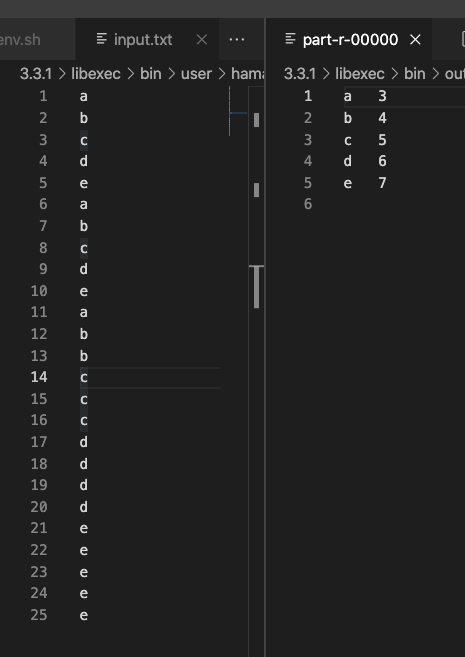 env.sh
input.txt
part-r-00000
3.3.1 > libexec > bin > user > hama
3.3.1 > libexec > bin > out
1 a
2 b
3 c
4 d
5 e
6 a
7 b
8 c
9 d
10 e
11 a
12 b
13 b
14 c
15 c
16 c
17 d
18 d
19 d
20 d
21 e
22 e
23 e
24 e
25 e
1 a 3
2 b 4
3 c 5
4 d 6
5 e 7
6